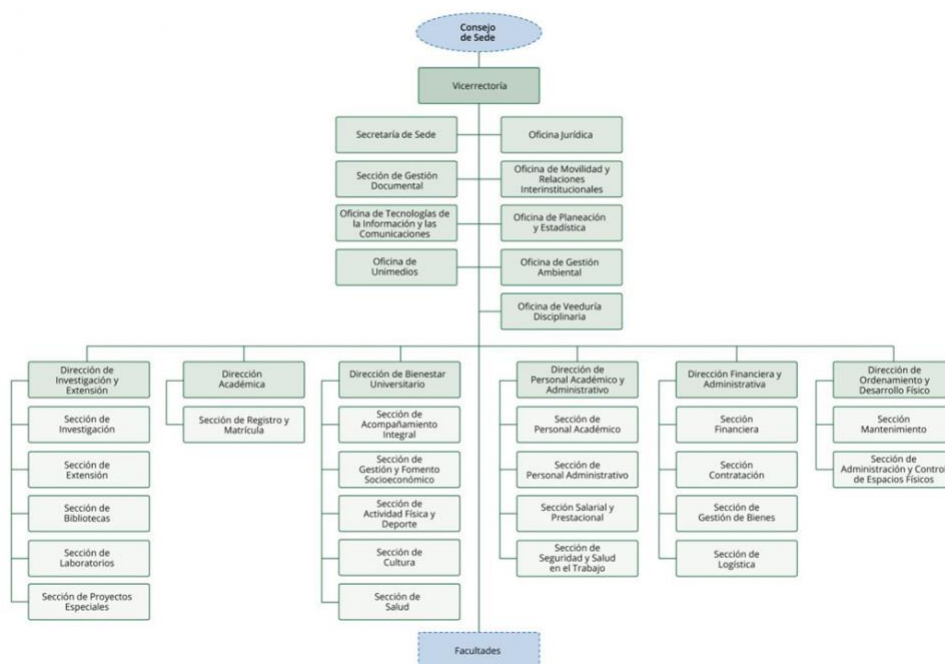 Consejo
de Sede
Vicerrectoría
Secretaría de Sede
Oficina Jurídica
Sección de Gestión
Documental
Oficina de Movilidad y
Relaciones
Interinstitucionales
Oficina de Tecnologías de
la Información y las
Comunicaciones
Oficina de Planeación
y Estadística
Oficina de
Unimedios
Oficina de Gestión
Ambiental
Oficina de Veeduría
Disciplinaria
Dirección de
Investigación y
Extensión
Sección de
Investigación
Sección de
Extensión
Sección de
Bibliotecas
Sección de
Laboratorios
Sección de Proyectos
Especiales
Dirección
Académica
Sección de Registro y
Matrícula
Dirección de Bienestar
Universitario
Sección de
Acompañamiento
Integral
Sección de
Gestión y Fomento
Socioeconómico
Sección de
Actividad Física y
Deporte
Sección de
Cultura
Sección de
Salud
Dirección de
Personal Académico y
Administrativo
Sección de
Personal Académico
Sección de
Personal Administrativo
Sección Salarial y
Prestacional
Sección de
Seguridad y Salud
en el Trabajo
Dirección Financiera y
Administrativa
Sección
Financiera
Sección
Contratación
Sección de
Gestión de Bienes
Sección de
Logística
Dirección de
Ordenamiento y
Desarrollo Físico
Sección
Mantenimiento
Sección de
Administración y Control
de Espacios Físicos
Facultades